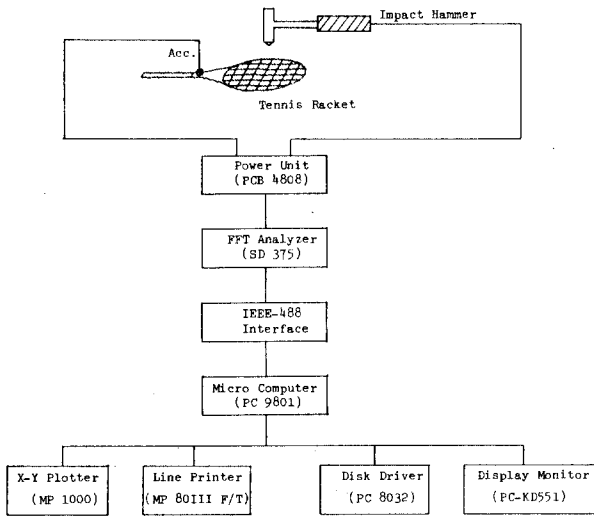 Impact Hammer
Acc.
Tennis Racket
Power Unit
(PCB 4808)
FFT Analyzer
(SD 375)
IEEE-488
Interface
Micro Computer
(PC 9801)
X-Y Plotter
(MP 1000)
Line Printer
(MP 80III F/T)
Disk Driver
(PC 8032)
Display Monitor
(PC-KD551)